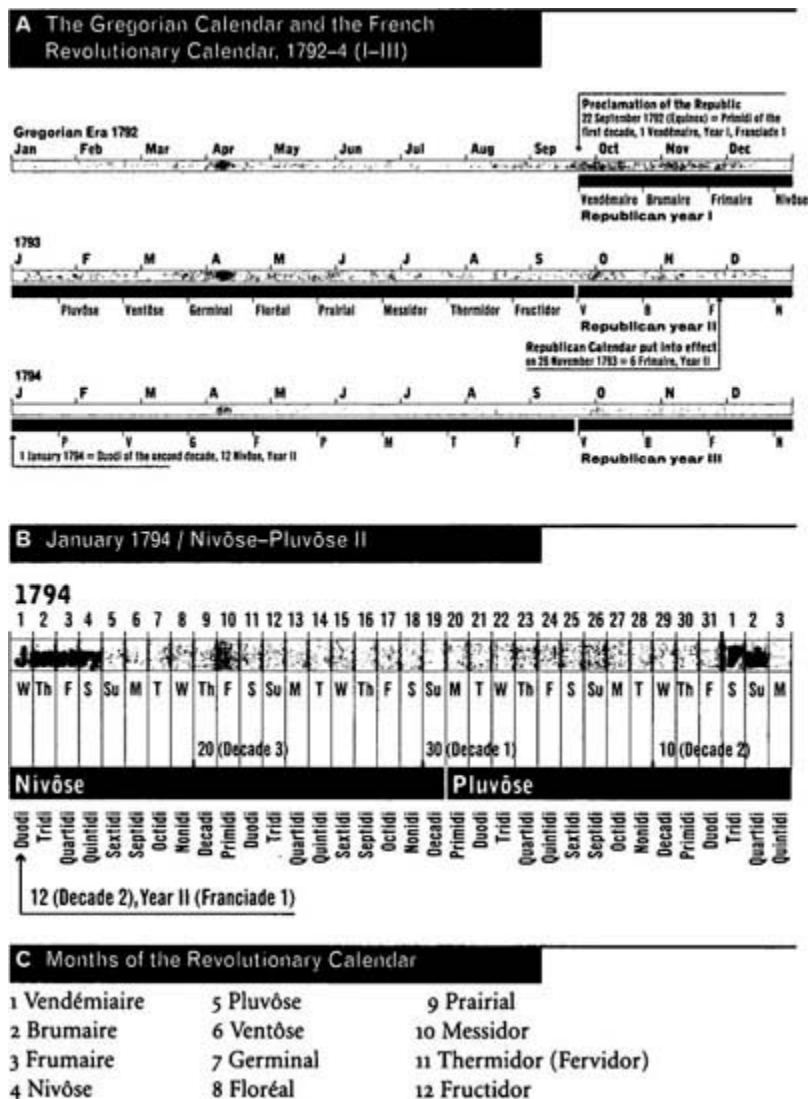 A The Gregorian Calendar and the French
Revolutionary Calendar, 1792–4 (I–III)
Proclamation of the Republic
22 September 1792 (Equinox) = Primidi of the
first decade, 1 Vendémaire, Year I, Franciade 1
Gregorian Era 1792
Jan Feb Mar Apr May Jun Jul Aug Sep Oct Nov Dec
Vendémaire Brumaire Frimaire Nivôse
Republican year I
1793
J F M A M J J A S O N D
Pluvôse Ventôse Germinal Floréal Prairial Messidor Thermidor Fructidor V B F N
Republican year II
Republican Calendar put into effect
on 26 November 1793 = 6 Frimaire, Year II
1794
J F M A M J J A S O N D
P V G F P M T F V B F N
1 January 1794 = Duodi of the second decade, 12 Nivôse, Year II
Republican year III
B January 1794 / Nivôse–Pluvôse II
1794
1 2 3 4 5 6 7 8 9 10 11 12 13 14 15 16 17 18 19 20 21 22 23 24 25 26 27 28 29 30 31 1 2 3
W Th F S Su M T W Th F S Su M T W Th F S Su M T W Th F S Su M T W Th F S Su M
20 (Decade 3) 30 (Decade 1) 10 (Decade 2)
Nivôse Pluvôse
Duodi Tridi Quartidi Quintidi Sextidi Septidi Octidi Nonidi Decadi Primidi Duodi Tridi Quartidi Quintidi Sextidi Septidi Octidi Nonidi Decadi Primidi Duodi Tridi Quartidi Quintidi Sextidi Septidi Octidi Nonidi Decadi Primidi Duodi Tridi Quartidi Quintidi
12 (Decade 2), Year II (Franciade 1)
C Months of the Revolutionary Calendar
1 Vendémiaire 5 Pluvôse 9 Prairial
2 Brumaire 6 Ventôse 10 Messidor
3 Frumaire 7 Germinal 11 Thermidor (Fervidor)
4 Nivôse 8 Floréal 12 Fructidor